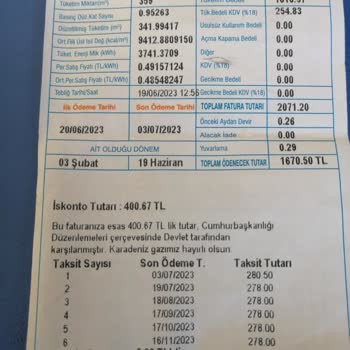 Tüketim Miktarı(m³) 359
Basınç Düz.Kat Sayısı 0.95263
Düzeltilmiş Tüketim (m³) 341.99417
Ort.Fiili Üst Isıl Değ.(kcal/m³) 9412.8809150
Tüket. Enerji Mik (kWh) 3741.3709
Per.Satış Fiyatı (TL/kWh) 0.49157124
Ort.Per.Satış Fiyatı (TL/kWh) 0.48548247
Tebliğ Tarihi/Saat 19/06/2023 12:56
Tük.Bedeli KDV (%18) 254.83
Usulsüz Kullanım Bedeli 0.00
Açma Kapama Bedeli 0.00
Diğer 0.00
KDV (%18) 0.00
Gecikme Bedeli 0.00
Gecikme Bedeli 0.00
İlk Ödeme Tarihi Son Ödeme Tarihi TOPLAM FATURA TUTARI 2071.20
20/06/2023 03/07/2023 Önceki Aydan Devir 0.26
Alacak İade 0.00
AİT OLDUĞU DÖNEM Yuvarlama 0.29
03 Şubat 19 Haziran TOPLAM ÖDENECEK TUTAR 1670.50 TL
İskonto Tutarı : 400.67 TL
Bu faturanıza esas 400.67 TL lik tutar, Cumhurbaşkanlığı
Düzenlemeleri çerçevesinde Devlet tarafından
karşılanmıştır. Karadeniz gazımız hayırlı olsun.
Taksit Sayısı Son Ödeme T. Taksit Tutarı
1 03/07/2023 280.50
2 19/07/2023 278.00
3 18/08/2023 278.00
4 17/09/2023 278.00
5 17/10/2023 278.00
6 16/11/2023 278.00